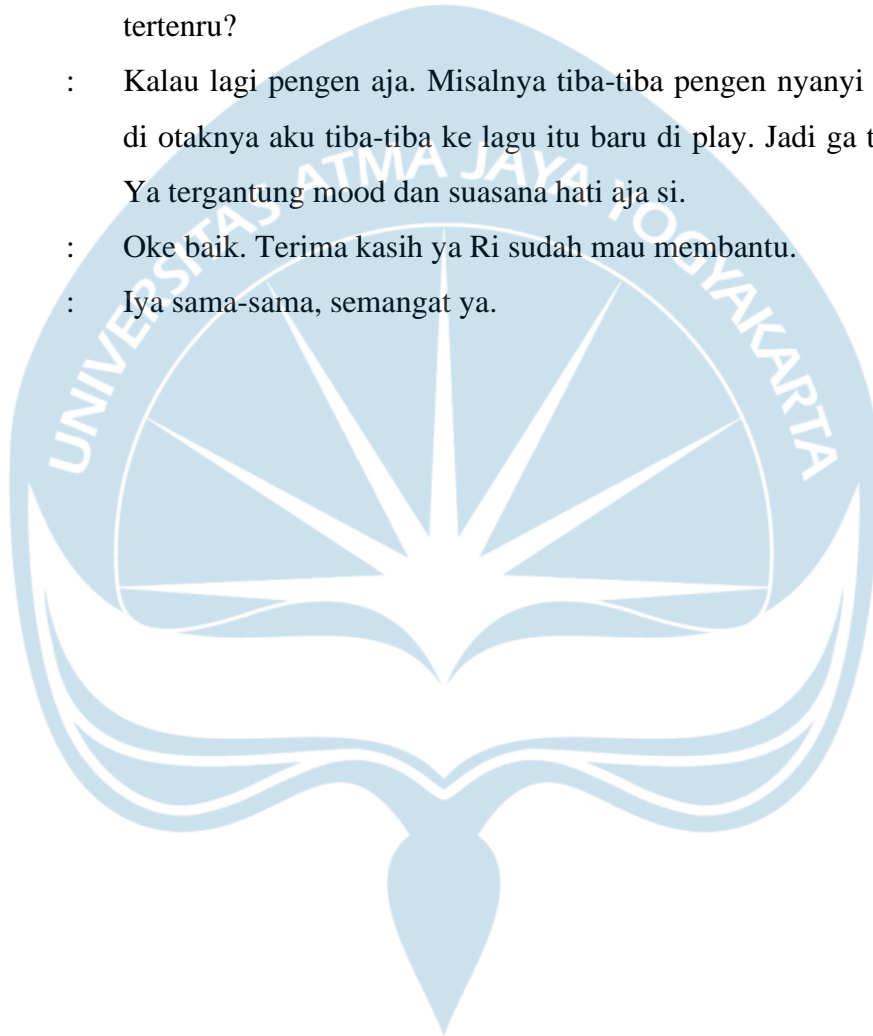 tertenru?
: Kalau lagi pengen aja. Misalnya tiba-tiba pengen nyanyi
di otaknya aku tiba-tiba ke lagu itu baru di play. Jadi ga
Ya tergantung mood dan suasana hati aja si.
: Oke baik. Terima kasih ya Ri sudah mau membantu.
: Iya sama-sama, semangat ya.
UNIVERSITAS ATMA JAYA YOGYAKARTA